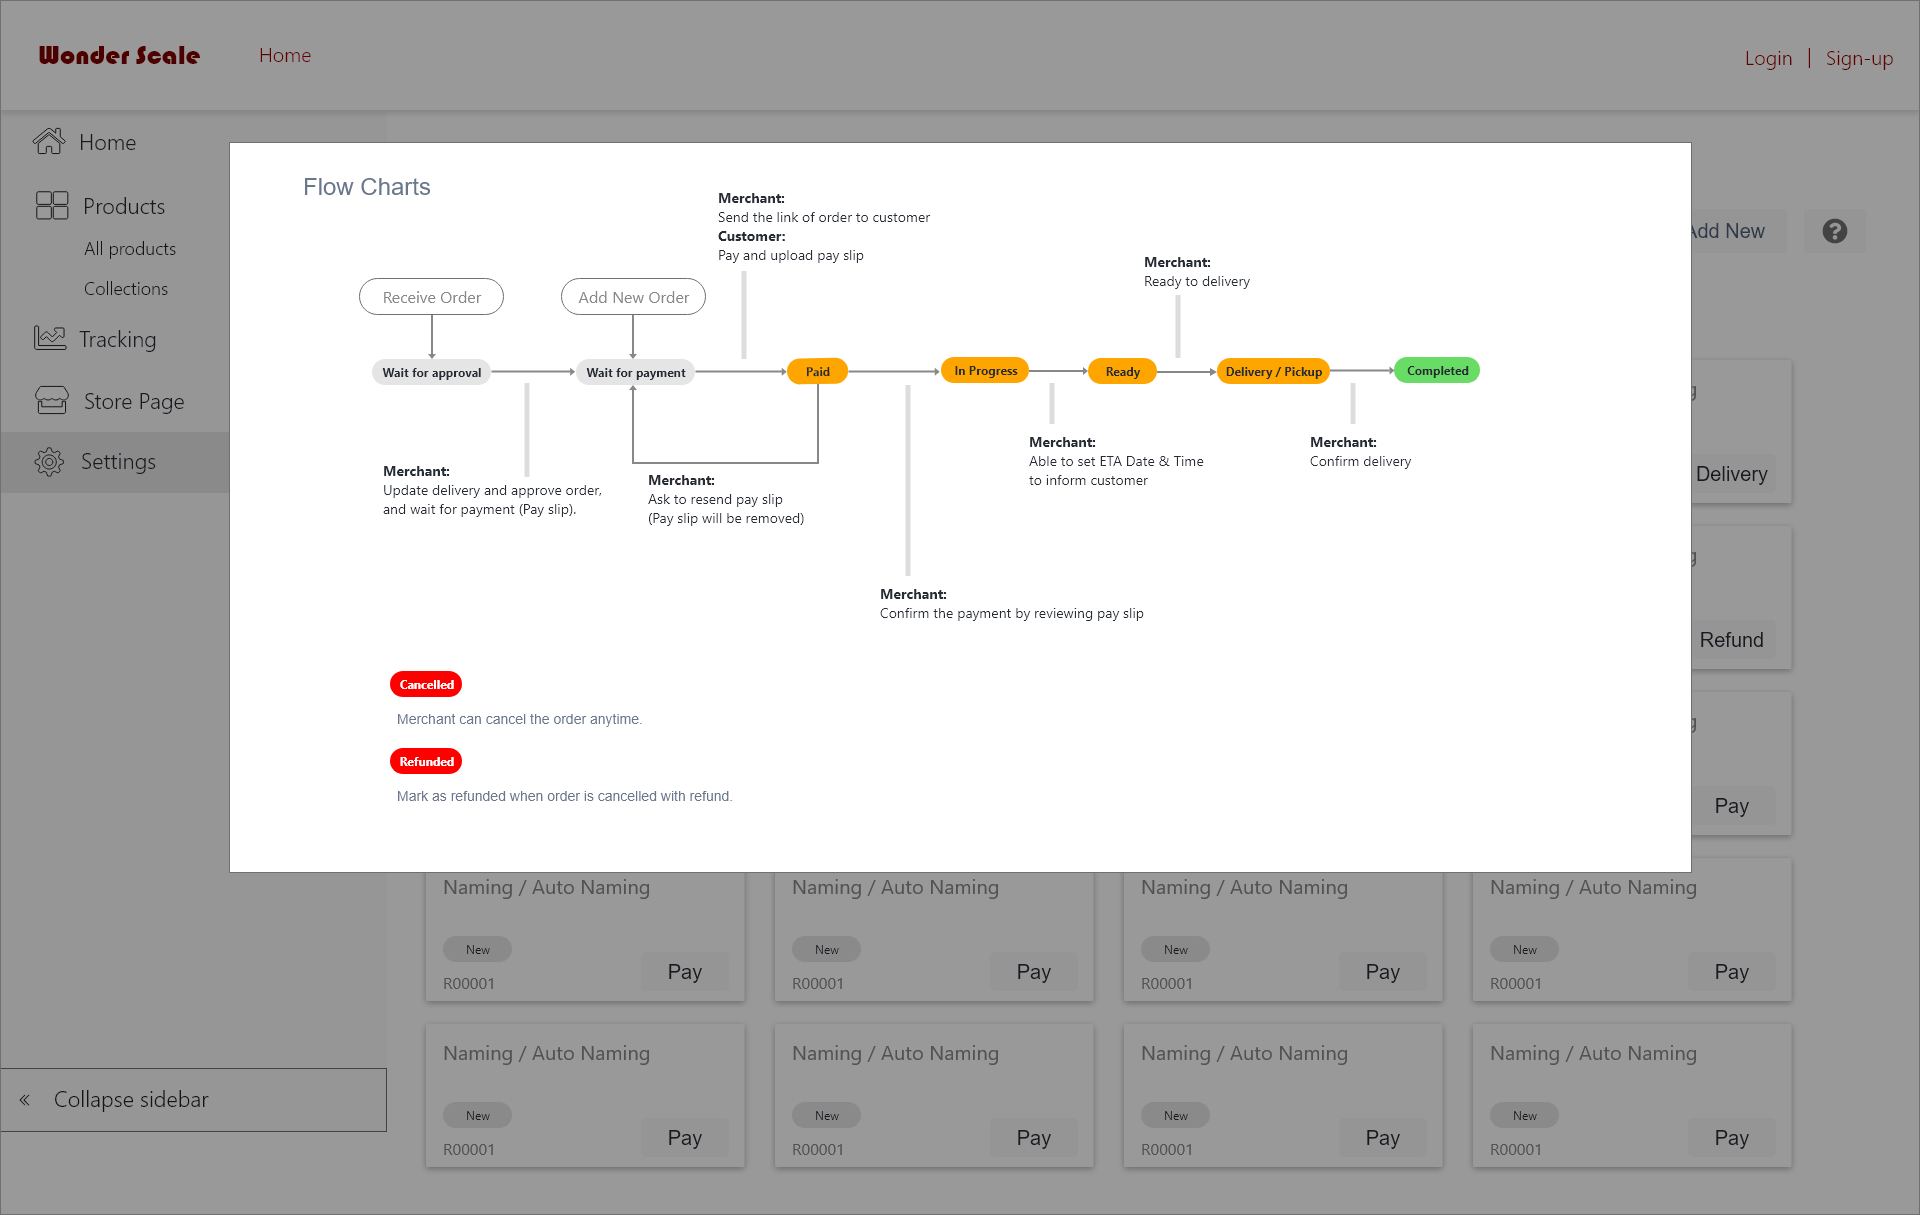 Wonder Scale
Home
Login | Sign-up
Home
Products
All products
Collections
Tracking
Store Page
Settings
« Collapse sidebar
Add New
?
Flow Charts
Merchant:
Send the link of order to customer
Customer:
Pay and upload pay slip
Merchant:
Ready to delivery
Receive Order
Add New Order
Wait for approval
Wait for payment
Paid
In Progress
Ready
Delivery / Pickup
Completed
Merchant:
Update delivery and approve order,
and wait for payment (Pay slip).
Merchant:
Ask to resend pay slip
(Pay slip will be removed)
Merchant:
Able to set ETA Date & Time
to inform customer
Merchant:
Confirm delivery
Merchant:
Confirm the payment by reviewing pay slip
Cancelled
Merchant can cancel the order anytime.
Refunded
Mark as refunded when order is cancelled with refund.
Delivery
Refund
Pay
Naming / Auto Naming
New
R00001
Pay
Naming / Auto Naming
New
R00001
Pay
Naming / Auto Naming
New
R00001
Pay
Naming / Auto Naming
New
R00001
Pay
Naming / Auto Naming
New
R00001
Pay
Naming / Auto Naming
New
R00001
Pay
Naming / Auto Naming
New
R00001
Pay
Naming / Auto Naming
New
R00001
Pay